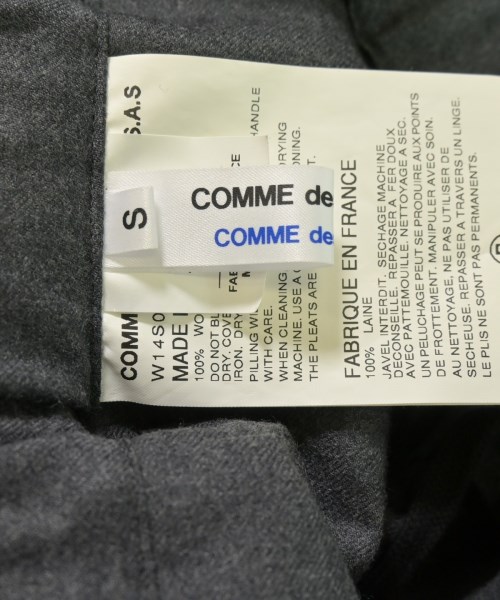 S
COMME de
COMME de
S.A.S
COMM
W14S0
MADE I
100% WO
DO NOT BL
DRY. COVE
IRON. DRY
PILLING WI HANDLE
WITH CARE.
WHEN CLEANING DRYING
MACHINE. USE A C ONING.
THE PLEATS ARE T.
CE
FAB
FABRIQUE EN FRANCE
100% LAINE
JAVEL INTERDIT. SECHAGE MACHINE
DECONSEILLE. REPASSER A FER DOUX
AVEC PATTEMOUILLE. NETTOYAGE A SEC.
UN PELUCHAGE PEUT SE PRODUIRE AUX POINTS
DE FROTTEMENT. MANIPULER AVEC SOIN.
AU NETTOYAGE, NE PAS UTILISER DE
SECHEUSE. REPASSER A TRAVERS UN LINGE.
LE PLIS NE SONT PAS PERMANENTS.